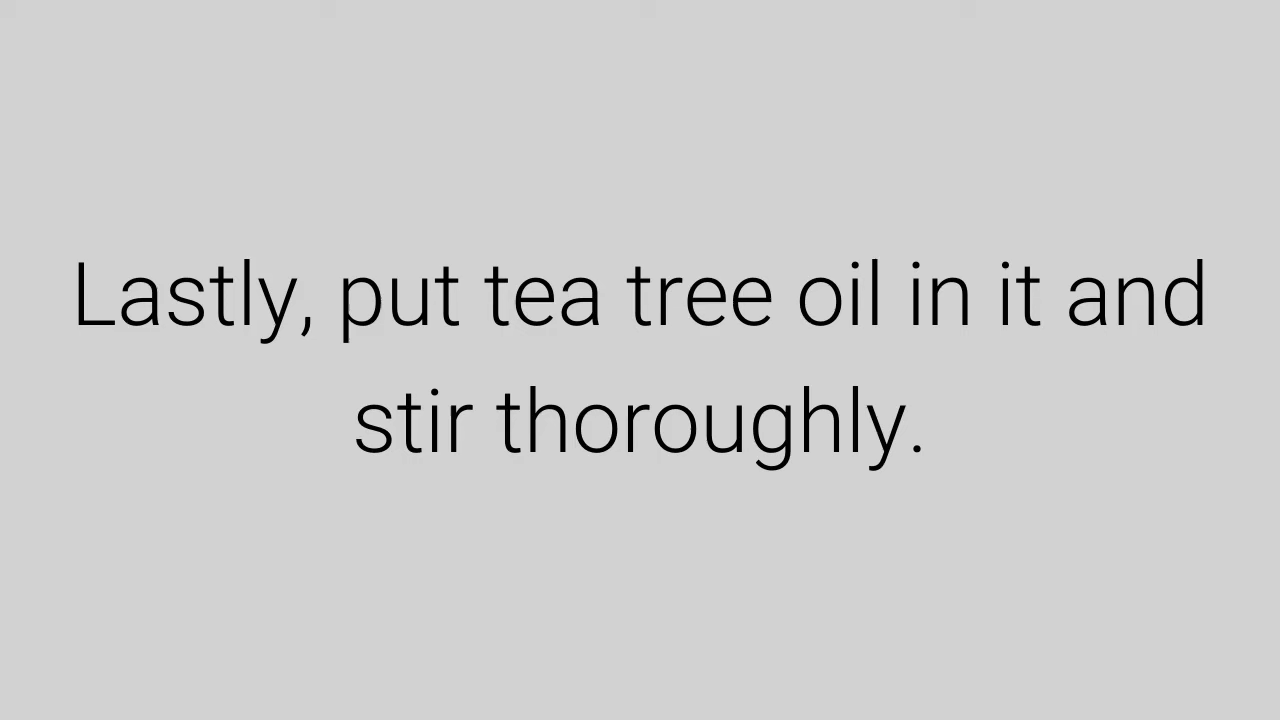 Lastly, put tea tree oil in it and
stir thoroughly.